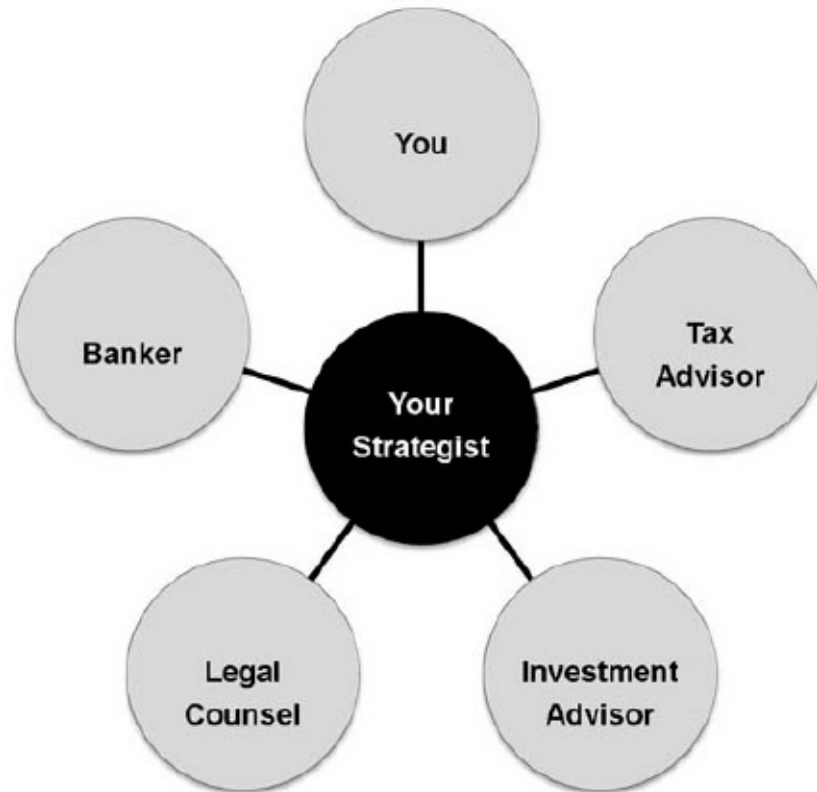 You
Banker
Tax
Advisor
Your
Strategist
Legal
Counsel
Investment
Advisor